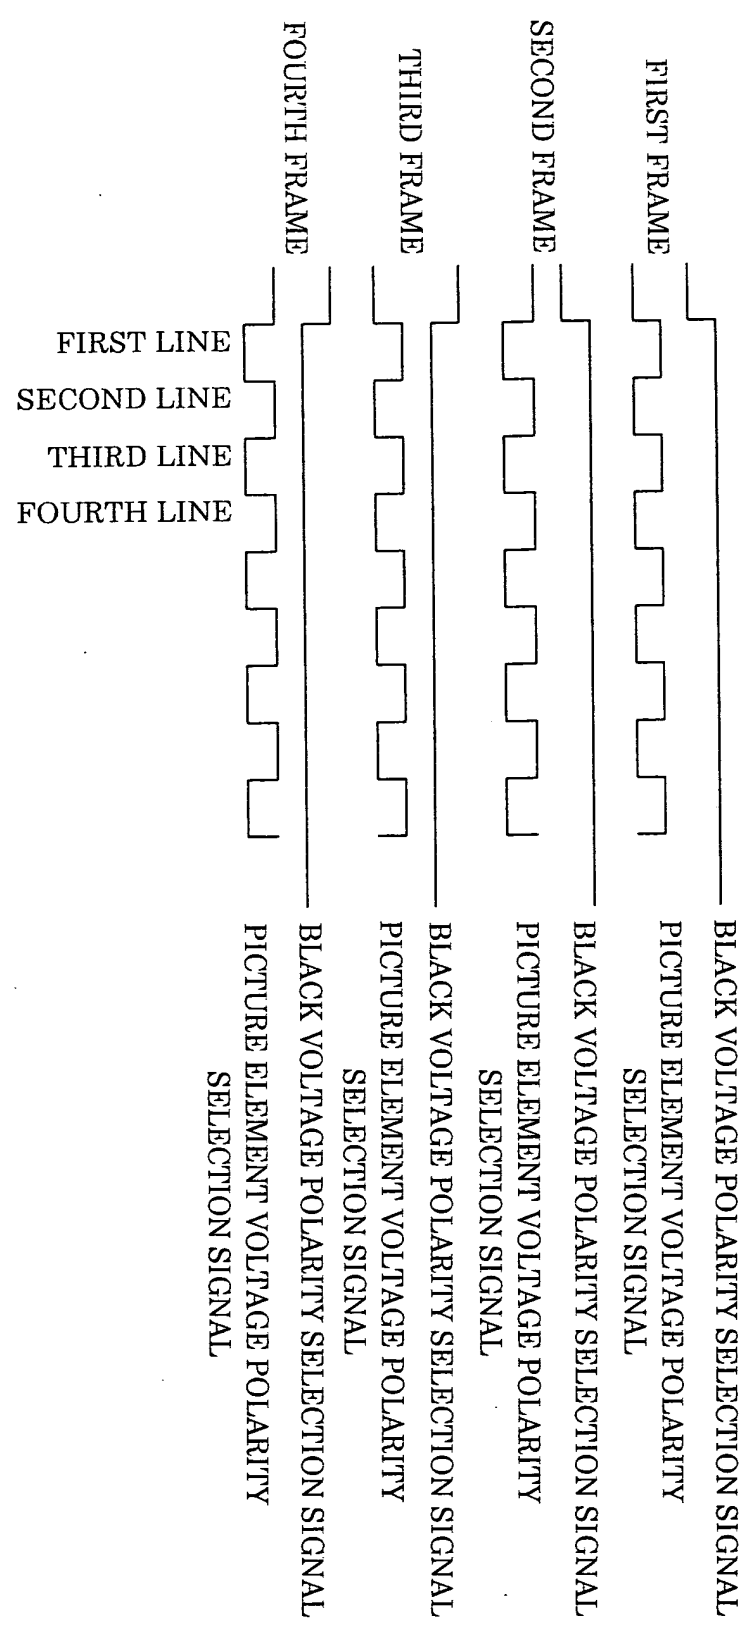 FIRST FRAME
BLACK VOLTAGE POLARITY SELECTION SIGNAL
PICTURE ELEMENT VOLTAGE POLARITY
SELECTION SIGNAL
SECOND FRAME
BLACK VOLTAGE POLARITY SELECTION SIGNAL
PICTURE ELEMENT VOLTAGE POLARITY
SELECTION SIGNAL
THIRD FRAME
BLACK VOLTAGE POLARITY SELECTION SIGNAL
PICTURE ELEMENT VOLTAGE POLARITY
SELECTION SIGNAL
FOURTH FRAME
BLACK VOLTAGE POLARITY SELECTION SIGNAL
PICTURE ELEMENT VOLTAGE POLARITY
SELECTION SIGNAL
FIRST LINE
SECOND LINE
THIRD LINE
FOURTH LINE